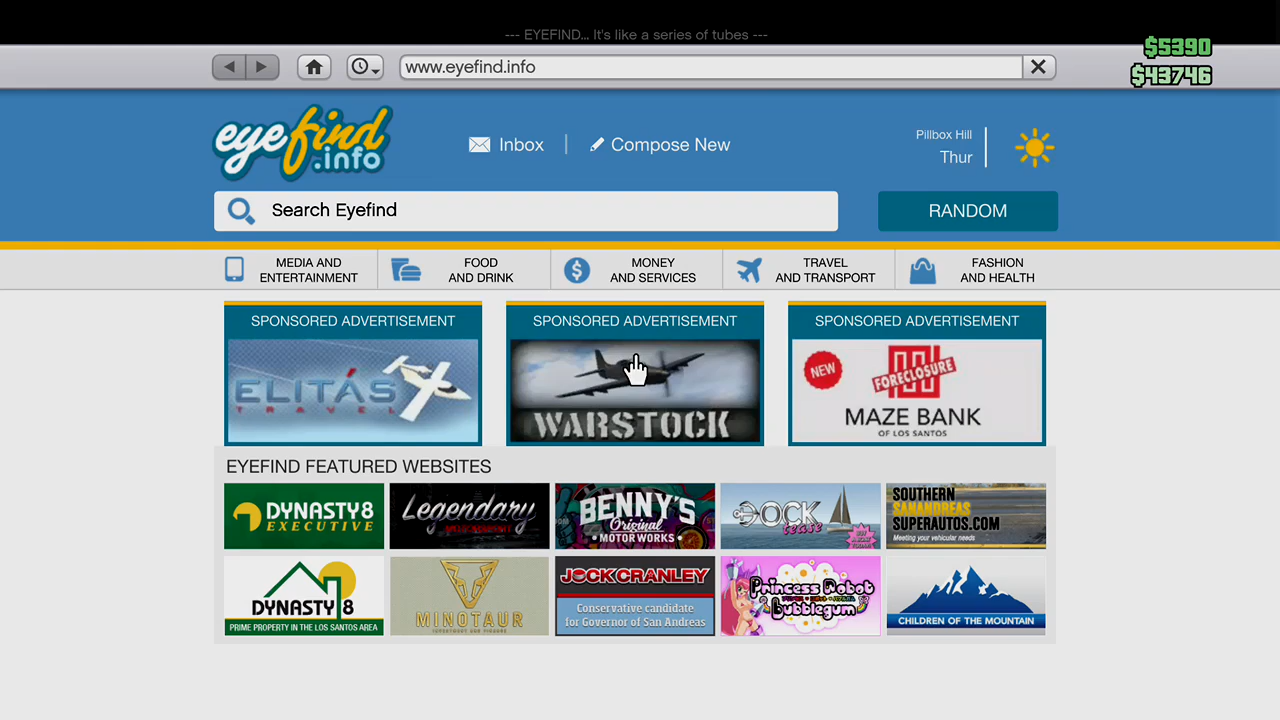 --- EYEFIND... It's like a series of tubes ---
$5390
www.eyefind.info
$43746
eyefind
.info
Inbox
Compose New
Pillbox Hill
Thur
Search Eyefind
RANDOM
MEDIA AND
ENTERTAINMENT
FOOD
AND DRINK
MONEY
AND SERVICES
TRAVEL
AND TRANSPORT
FASHION
AND HEALTH
SPONSORED ADVERTISEMENT
ELITÁS
TRAVEL
SPONSORED ADVERTISEMENT
WARSTOCK
SPONSORED ADVERTISEMENT
NEW
FORECLOSURE
MAZE BANK
OF LOS SANTOS
EYEFIND FEATURED WEBSITES
DYNASTY8
EXECUTIVE
Legendary
BENNY'S
Original
MOTOR WORKS
DOCK
tease
SOUTHERN
SANANDREAS
SUPERAUTOS.COM
Meeting your vehicular needs
DYNASTY 8
PRIME PROPERTY IN THE LOS SANTOS AREA
MINOTAUR
JOCK CRANLEY
Conservative candidate
for Governor of San Andreas
Princess Robot
Bubblegum
CHILDREN OF THE MOUNTAIN